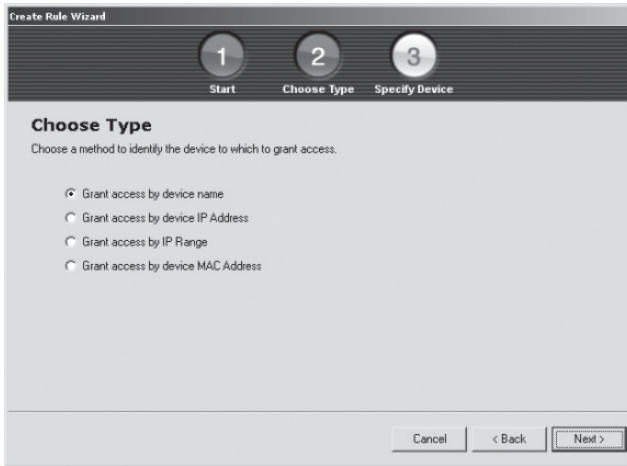 Create Rule Wizard
1 2 3
Start Choose Type Specify Device
Choose Type
Choose a method to identify the device to which to grant access.
Grant access by device name
Grant access by device IP Address
Grant access by IP Range
Grant access by device MAC Address
Cancel < Back Next >